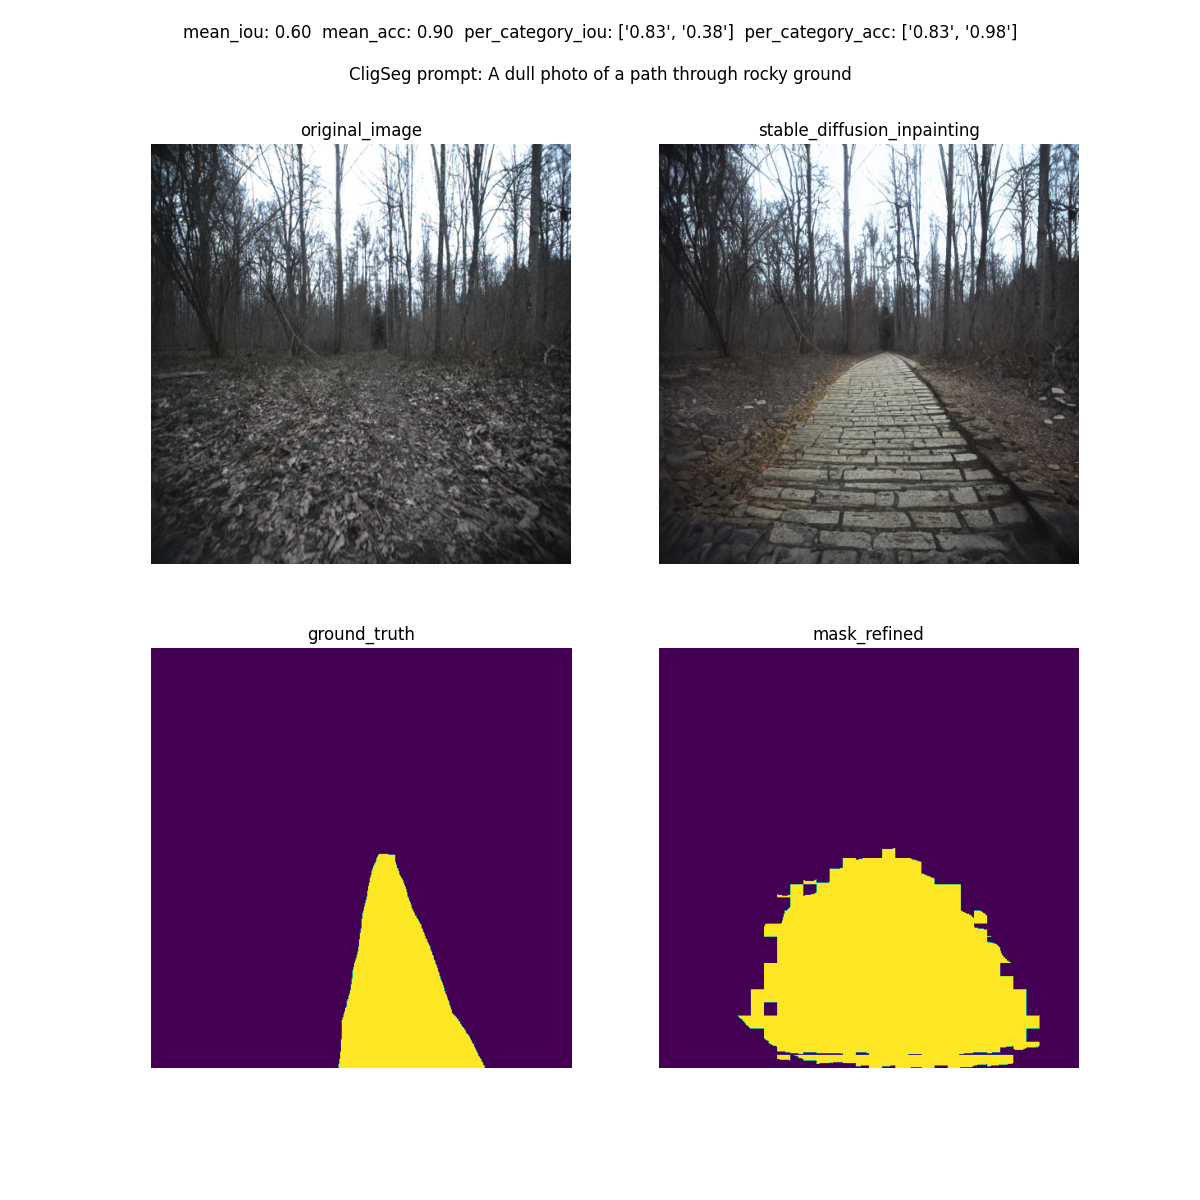 mean_iou: 0.60  mean_acc: 0.90  per_category_iou: ['0.83', '0.38']  per_category_acc: ['0.83', '0.98']
CligSeg prompt: A dull photo of a path through rocky ground
original_image
stable_diffusion_inpainting
ground_truth
mask_refined